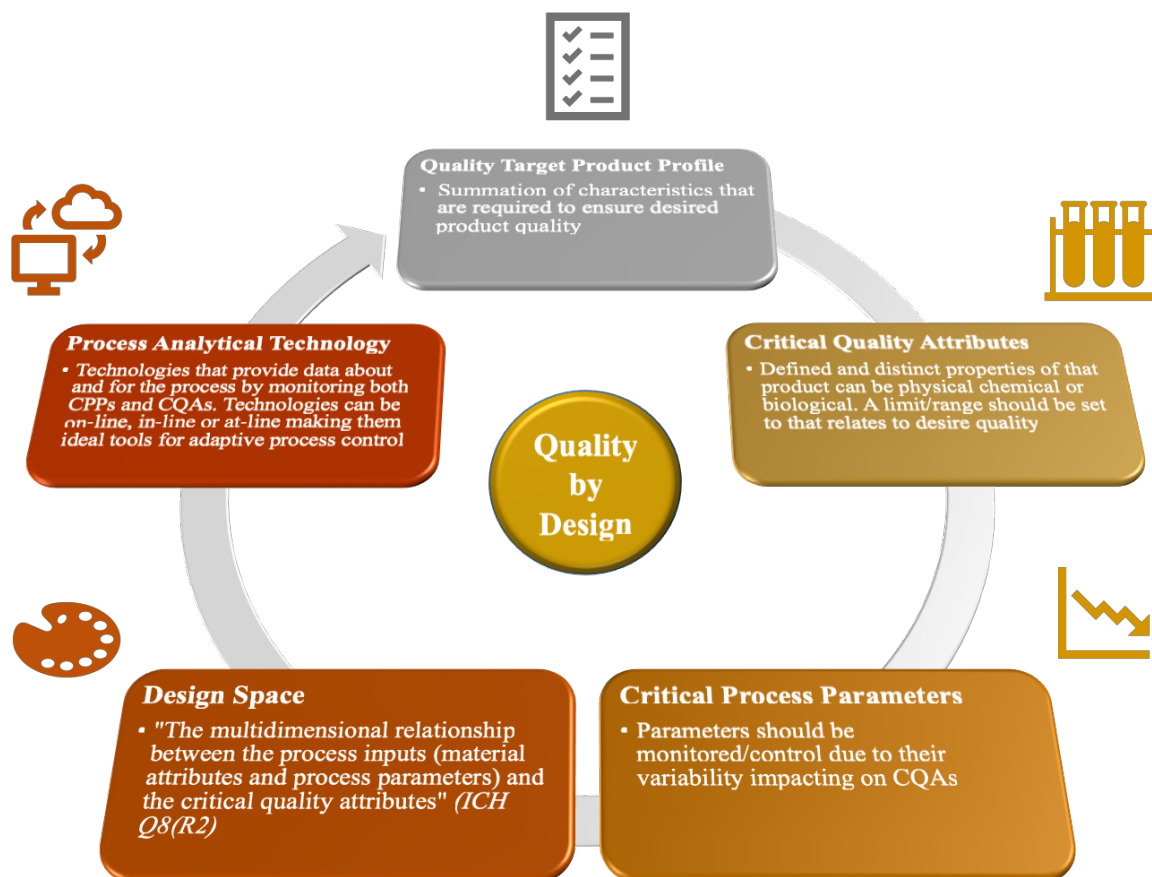 Quality Target Product Profile
• Summation of characteristics that
are required to ensure desired
product quality
Critical Quality Attributes
• Defined and distinct properties of that
product can be physical chemical or
biological. A limit/range should be set
to that relates to desire quality
Critical Process Parameters
• Parameters should be
monitored/control due to their
variability impacting on CQAs
Design Space
• "The multidimensional relationship
between the process inputs (material
attributes and process parameters) and
the critical quality attributes" (ICH
Q8(R2)
Process Analytical Technology
• Technologies that provide data about
and for the process by monitoring both
CPPs and CQAs. Technologies can be
on-line, in-line or at-line making them
ideal tools for adaptive process control
Quality
by
Design